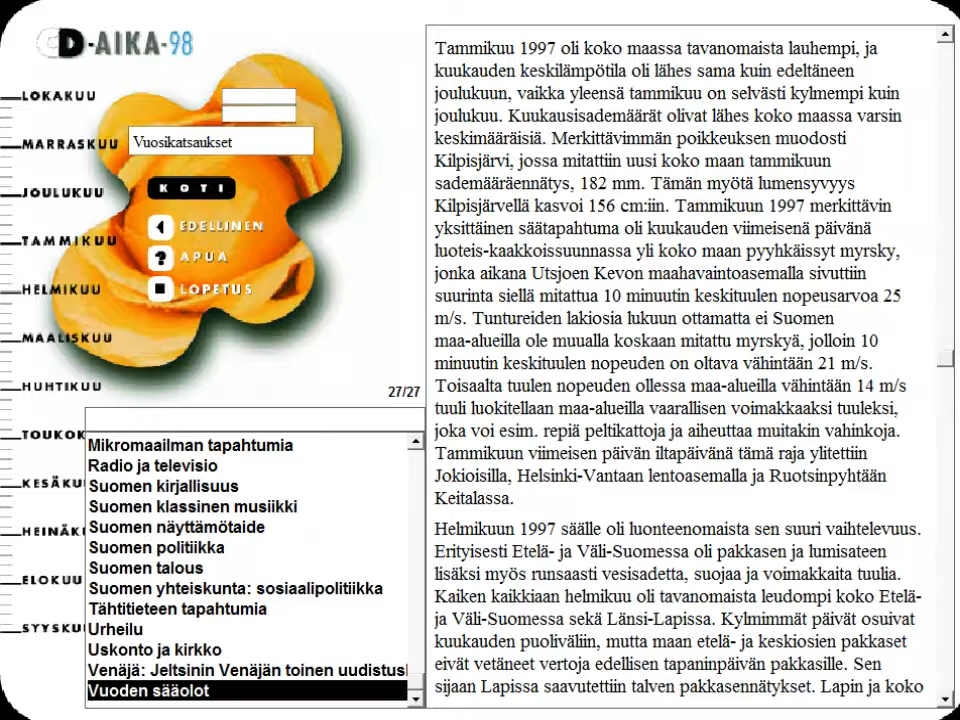 CD-AIKA-98
LOKAKUU
MARRASKUU
JOULUKUU
TAMMIKUU
HELMIKUU
MAALISKUU
HUHTIKUU
TOUKOK
KESÄKU
HEINÄK
ELOKUU
SYYSKU
Vuosikatsaukset
KOTI
EDELLINEN
? APUA
LOPETUS
27/27
Mikromaailman tapahtumia
Radio ja televisio
Suomen kirjallisuus
Suomen klassinen musiikki
Suomen näyttämötaide
Suomen politiikka
Suomen talous
Suomen yhteiskunta: sosiaalipolitiikka
Tähtitieteen tapahtumia
Urheilu
Uskonto ja kirkko
Venäjä: Jeltsinin Venäjän toinen uudistusl
Vuoden sääolot
Tammikuu 1997 oli koko maassa tavanomaista lauhempi, ja
kuukauden keskilämpötila oli lähes sama kuin edeltäneen
joulukuun, vaikka yleensä tammikuu on selvästi kylmempi kuin
joulukuu. Kuukausisademäärät olivat lähes koko maassa varsin
keskimääräisiä. Merkittävimmän poikkeuksen muodosti
Kilpisjärvi, jossa mitattiin uusi koko maan tammikuun
sademääräennätys, 182 mm. Tämän myötä lumensyvyys
Kilpisjärvellä kasvoi 156 cm:iin. Tammikuun 1997 merkittävin
yksittäinen säätapahtuma oli kuukauden viimeisenä päivänä
luoteis-kaakkoissuunnassa yli koko maan pyyhkäissyt myrsky,
jonka aikana Utsjoen Kevon maahavaintoasemalla sivuttiin
suurinta siellä mitattua 10 minuutin keskituulen nopeusarvoa 25
m/s. Tuntureiden lakiosia lukuun ottamatta ei Suomen
maa-alueilla ole muualla koskaan mitattu myrskyä, jolloin 10
minuutin keskituulen nopeuden on oltava vähintään 21 m/s.
Toisaalta tuulen nopeuden ollessa maa-alueilla vähintään 14 m/s
tuuli luokitellaan maa-alueilla vaarallisen voimakkaaksi tuuleksi,
joka voi esim. repiä peltikattoja ja aiheuttaa muitakin vahinkoja.
Tammikuun viimeisen päivän iltapäivänä tämä raja ylitettiin
Jokioisilla, Helsinki-Vantaan lentoasemalla ja Ruotsinpyhtään
Keitalassa.
Helmikuun 1997 säälle oli luonteenomaista sen suuri vaihtelevuus.
Erityisesti Etelä- ja Väli-Suomessa oli pakkasen ja lumisateen
lisäksi myös runsaasti vesisadetta, suojaa ja voimakkaita tuulia.
Kaiken kaikkiaan helmikuu oli tavanomaista leudompi koko Etelä-
ja Väli-Suomessa sekä Länsi-Lapissa. Kylmimmät päivät osuivat
kuukauden puoliväliin, mutta maan etelä- ja keskiosien pakkaset
eivät vetäneet vertoja edellisen tapaninpäivän pakkasille. Sen
sijaan Lapissa saavutettiin talven pakkasennätykset. Lapin ja koko